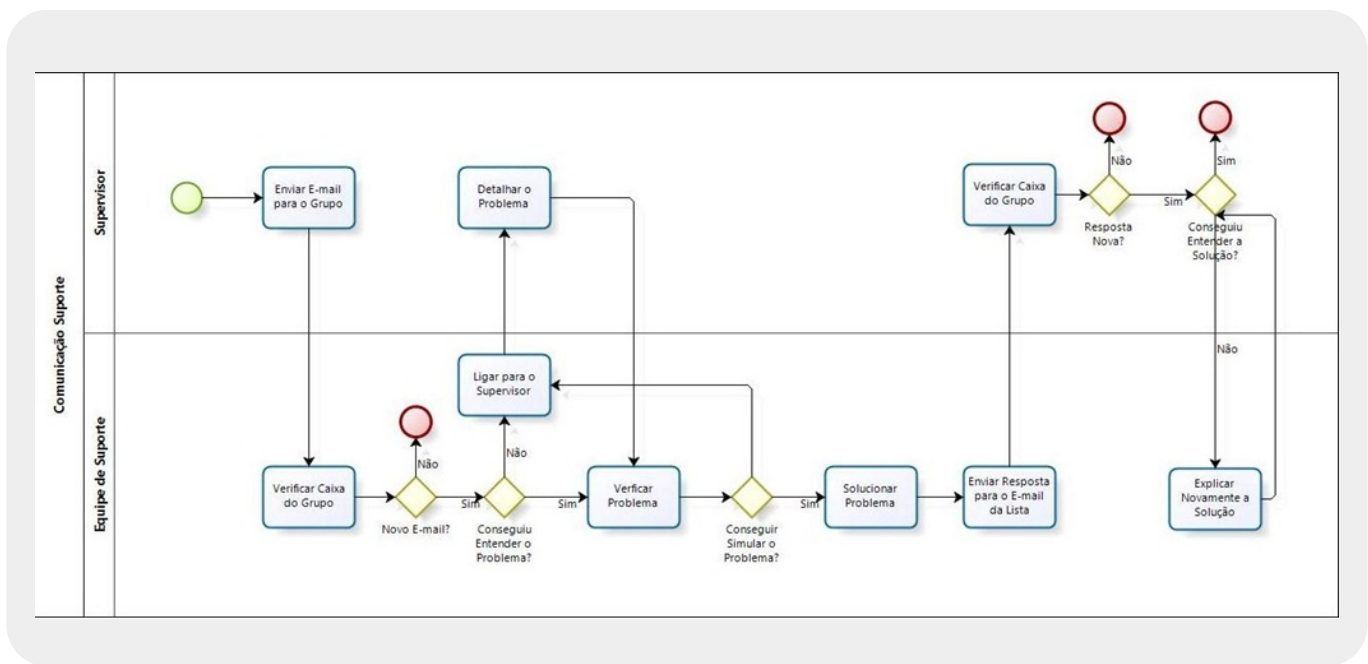 Comunicação Suporte
Supervisor
Enviar E-mail
para o Grupo
Detalhar o
Problema
Verificar Caixa
do Grupo
Não
Resposta
Nova?
Sim
Sim
Conseguiu
Entender a
Solução?
Não
Equipe de Suporte
Ligar para o
Supervisor
Verificar Caixa
do Grupo
Não
Novo E-mail?
Sim
Não
Conseguiu
Entender o
Problema?
Sim
Verficar
Problema
Conseguir
Simular o
Problema?
Sim
Solucionar
Problema
Enviar Resposta
para o E-mail
da Lista
Explicar
Novamente a
Solução